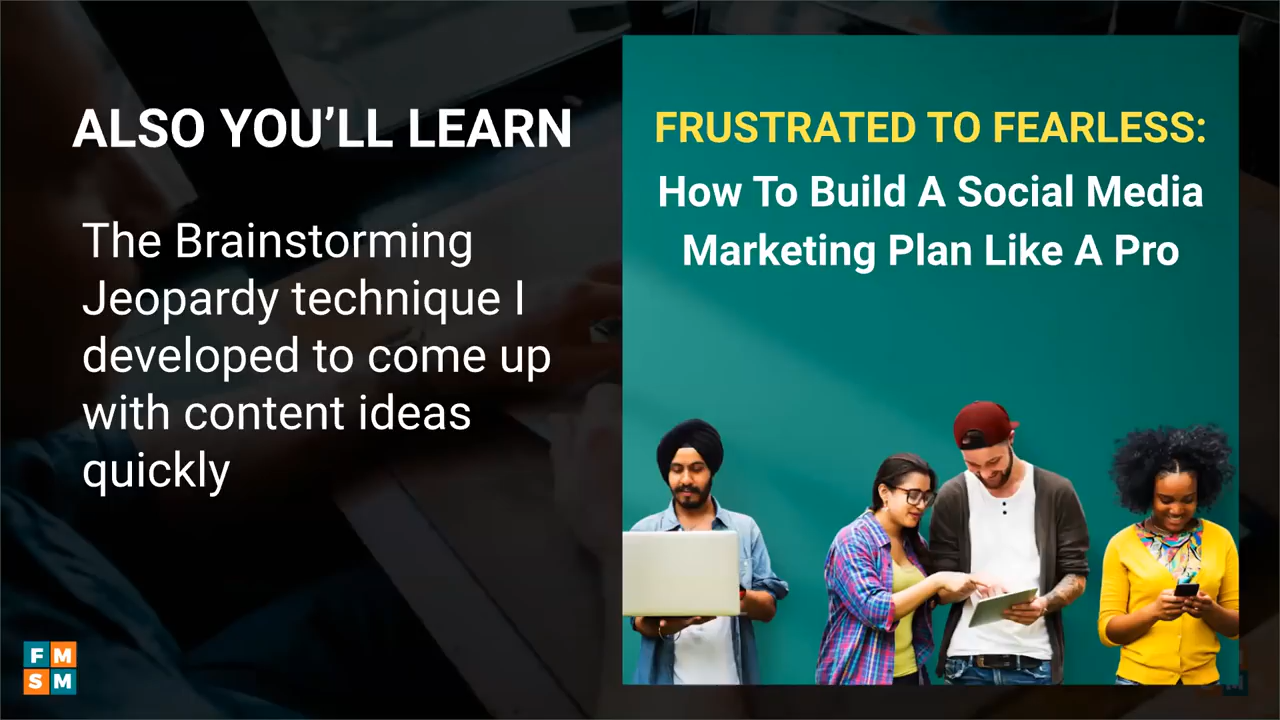 ALSO YOU'LL LEARN
The Brainstorming
Jeopardy technique I
developed to come up
with content ideas
quickly
FRUSTRATED TO FEARLESS:
How To Build A Social Media
Marketing Plan Like A Pro
F M
S M